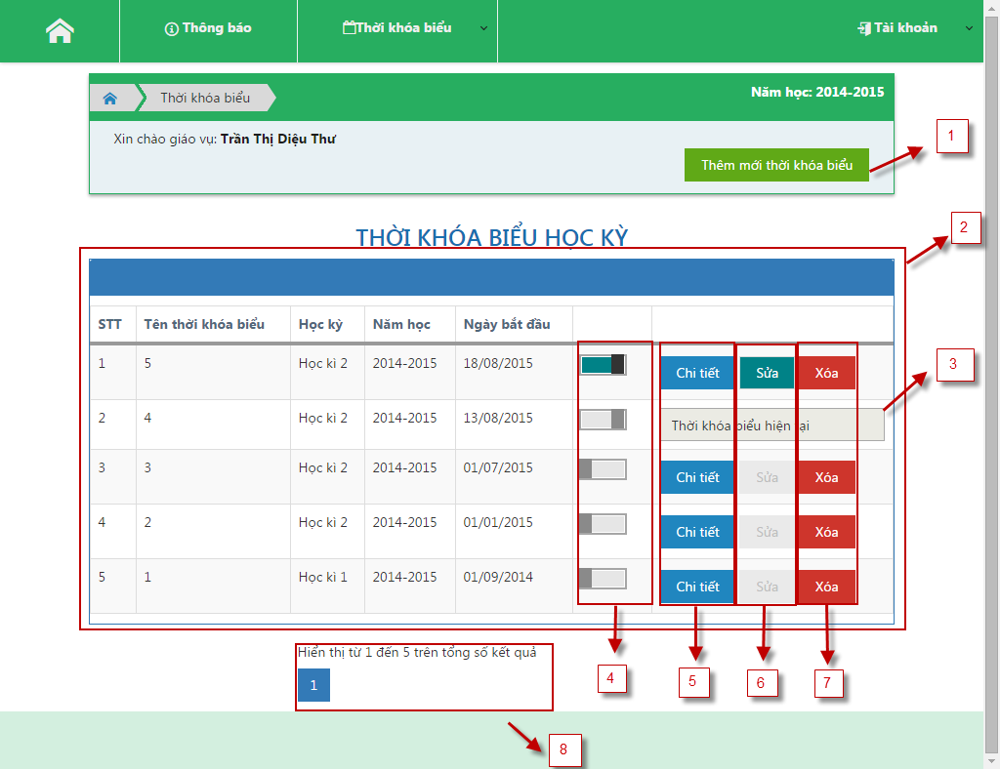 Thông báo
Thời khóa biểu
Tài khoản
Thời khóa biểu
Năm học: 2014-2015
Xin chào giáo vụ: Trần Thị Diệu Thư
1
Thêm mới thời khóa biểu
2
THỜI KHÓA BIỂU HỌC KỲ
STT Tên thời khóa biểu Học kỳ Năm học Ngày bắt đầu
1 5 Học kì 2 2014-2015 18/08/2015 Chi tiết Sửa Xóa
3
2 4 Học kì 2 2014-2015 13/08/2015 Thời khóa biểu hiện tại
3 3 Học kì 2 2014-2015 01/07/2015 Chi tiết Sửa Xóa
4 2 Học kì 2 2014-2015 01/01/2015 Chi tiết Sửa Xóa
5 1 Học kì 1 2014-2015 01/09/2014 Chi tiết Sửa Xóa
Hiển thị từ 1 đến 5 trên tổng số kết quả
1
4 5 6 7
8